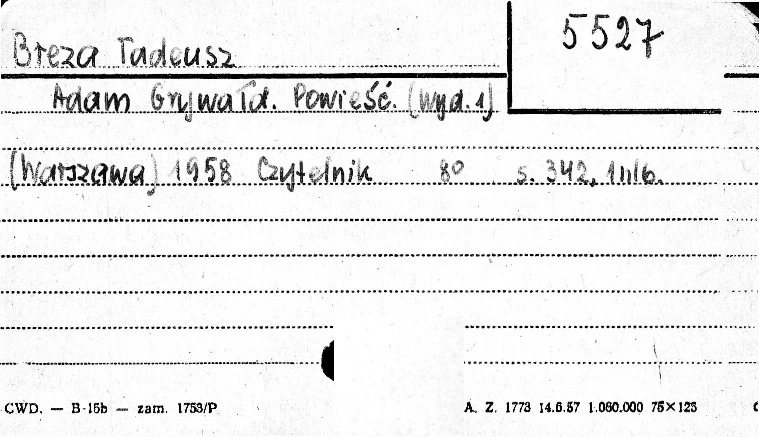 5527
Breza Tadeusz
Adam Grywałd. Powieść. (Wyd. 1)
(Warszawa) 1958 Czytelnik 8° s. 342, 1 nlb.
CWD. — B-15b — zam. 1753/P
A. Z. 1773 14.6.57 1.060.000 75×125